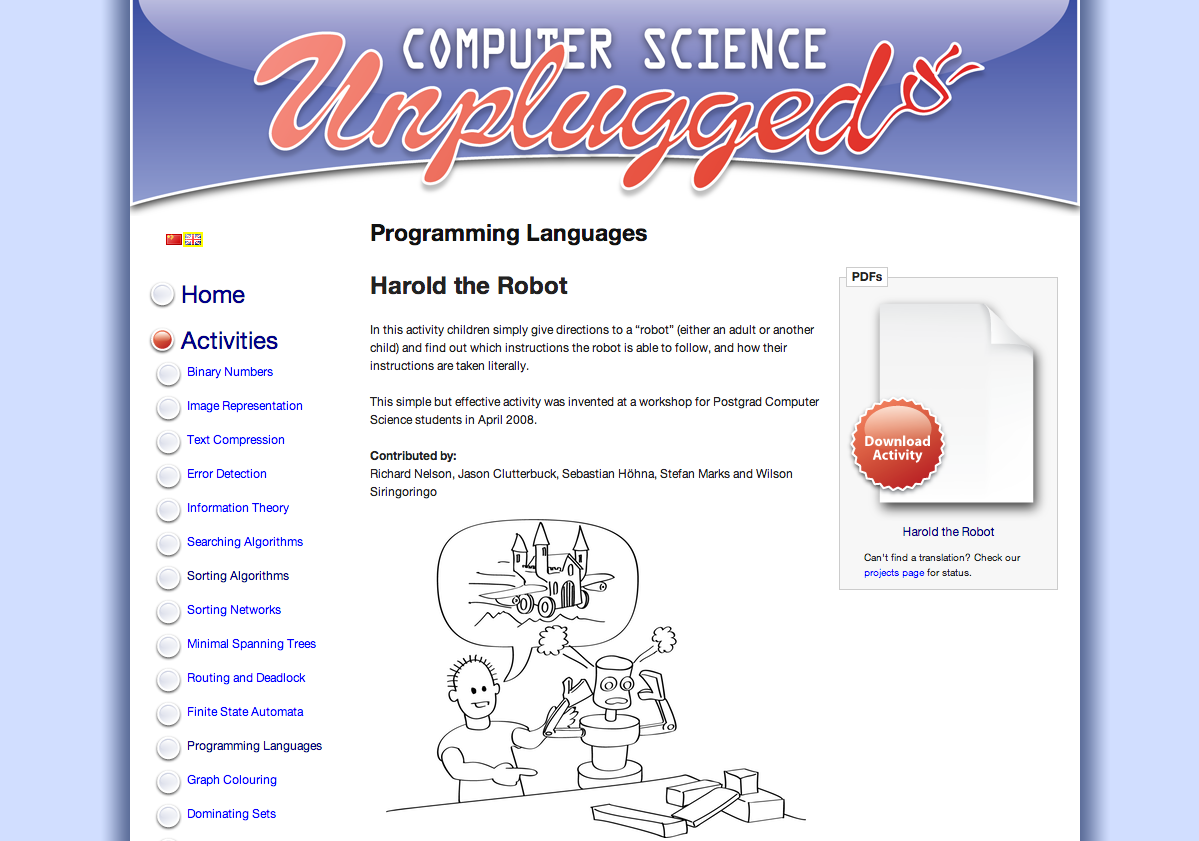 COMPUTER SCIENCE
Unplugged
Home
Activities
Binary Numbers
Image Representation
Text Compression
Error Detection
Information Theory
Searching Algorithms
Sorting Algorithms
Sorting Networks
Minimal Spanning Trees
Routing and Deadlock
Finite State Automata
Programming Languages
Graph Colouring
Dominating Sets
Programming Languages
Harold the Robot
In this activity children simply give directions to a “robot” (either an adult or another
child) and find out which instructions the robot is able to follow, and how their
instructions are taken literally.
This simple but effective activity was invented at a workshop for Postgrad Computer
Science students in April 2008.
Contributed by:
Richard Nelson, Jason Clutterbuck, Sebastian Höhna, Stefan Marks and Wilson
Siringoringo
PDFs
Download
Activity
Harold the Robot
Can't find a translation? Check our
projects page for status.